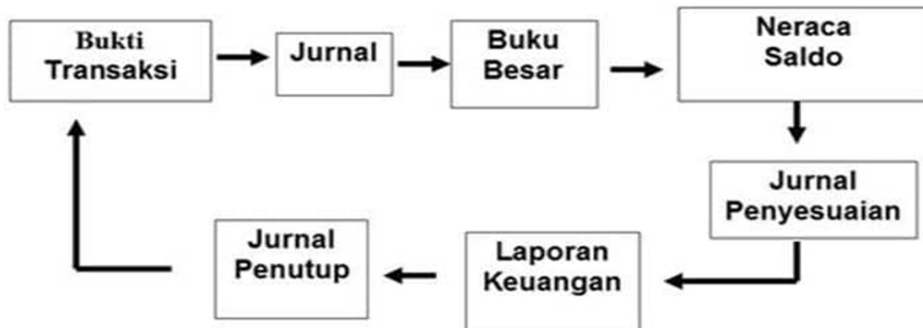 Bukti
Transaksi
Jurnal
Buku
Besar
Neraca
Saldo
Jurnal
Penyesuaian
Laporan
Keuangan
Jurnal
Penutup